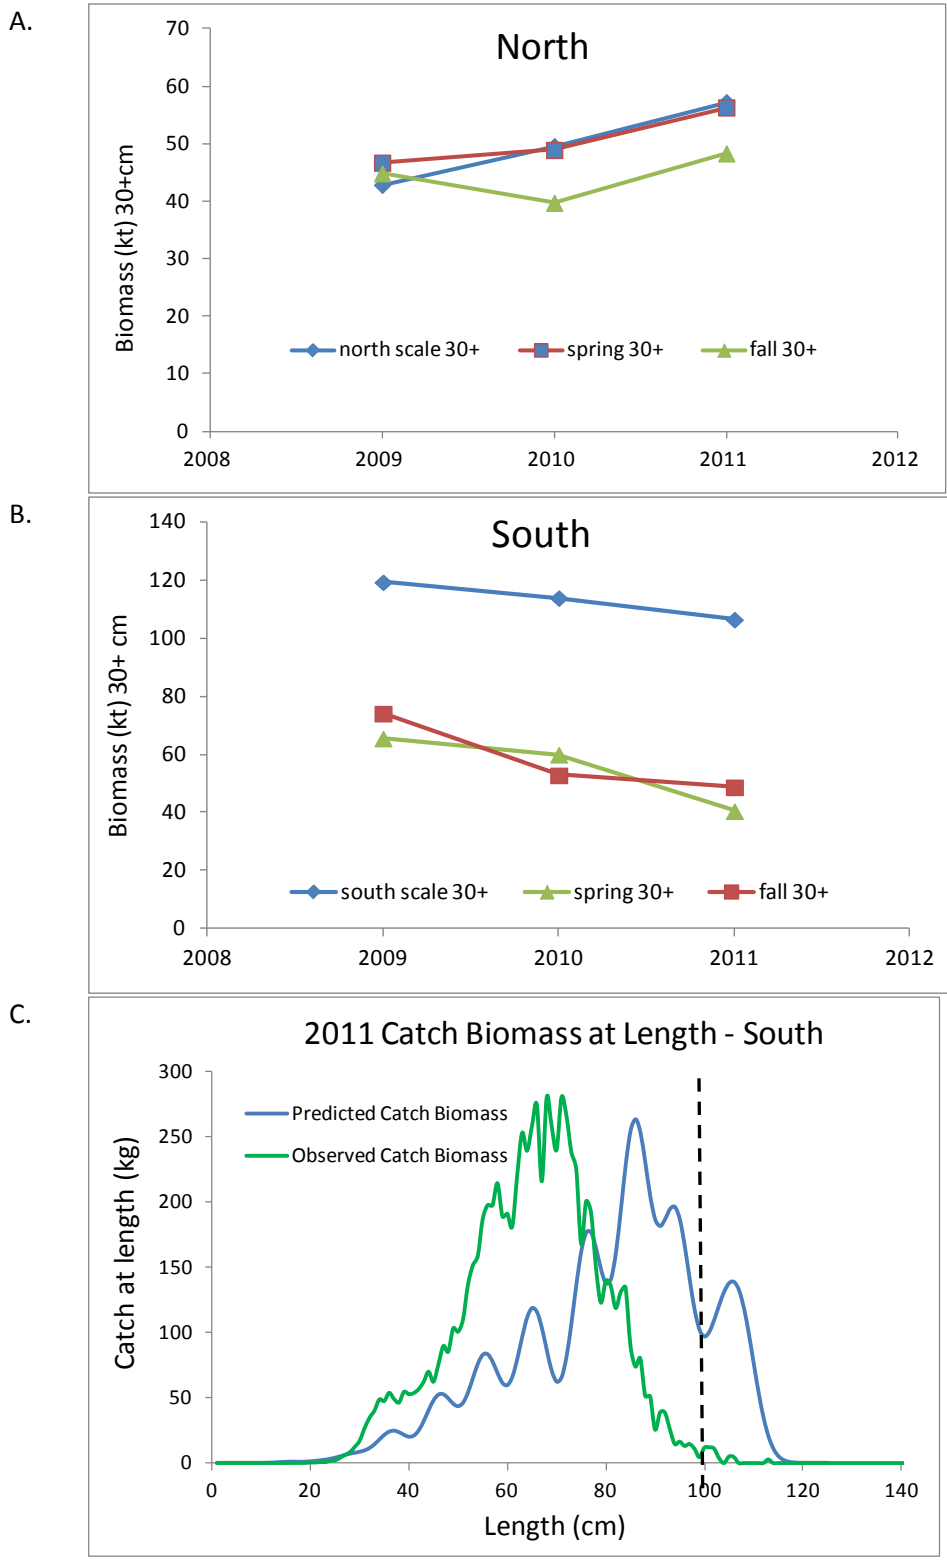 A.
North
70
60
50
40
30
20
10
0
Biomass (kt) 30+cm
north scale 30+ spring 30+ fall 30+
2008 2009 2010 2011 2012
B.
South
140
120
100
80
60
40
20
0
Biomass (kt) 30+ cm
south scale 30+ spring 30+ fall 30+
2008 2009 2010 2011 2012
C.
2011 Catch Biomass at Length - South
300
250
200
150
100
50
0
Catch at length (kg)
Predicted Catch Biomass
Observed Catch Biomass
0 20 40 60 80 100 120 140
Length (cm)